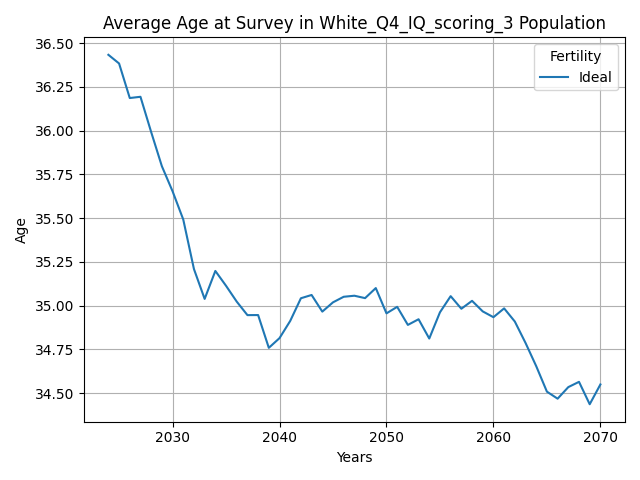 Average Age at Survey in White_Q4_IQ_scoring_3 Population
Fertility
Ideal
36.50
36.25
36.00
35.75
35.50
35.25
35.00
34.75
34.50
Age
2030
2040
2050
2060
2070
Years